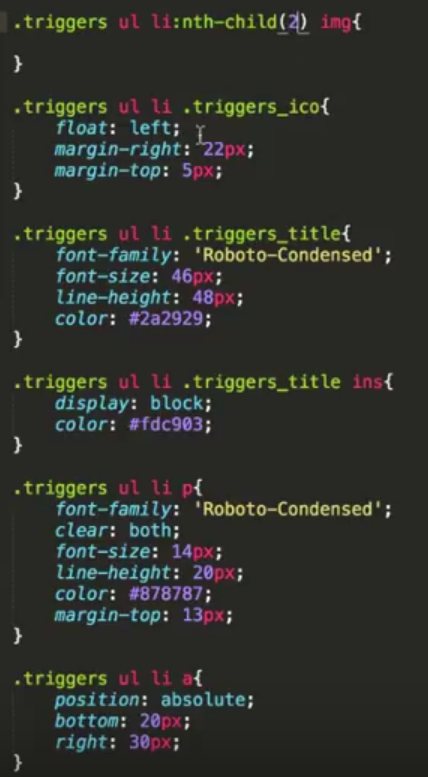 .triggers ul li:nth-child(2) img{
}
.triggers ul li .triggers_ico{
float: left;
margin-right: 22px;
margin-top: 5px;
}
.triggers ul li .triggers_title{
font-family: 'Roboto-Condensed';
font-size: 46px;
line-height: 48px;
color: #2a2929;
}
.triggers ul li .triggers_title ins{
display: block;
color: #fdc903;
}
.triggers ul li p{
font-family: 'Roboto-Condensed';
clear: both;
font-size: 14px;
line-height: 20px;
color: #878787;
margin-top: 13px;
}
.triggers ul li a{
position: absolute;
bottom: 20px;
right: 30px;
}